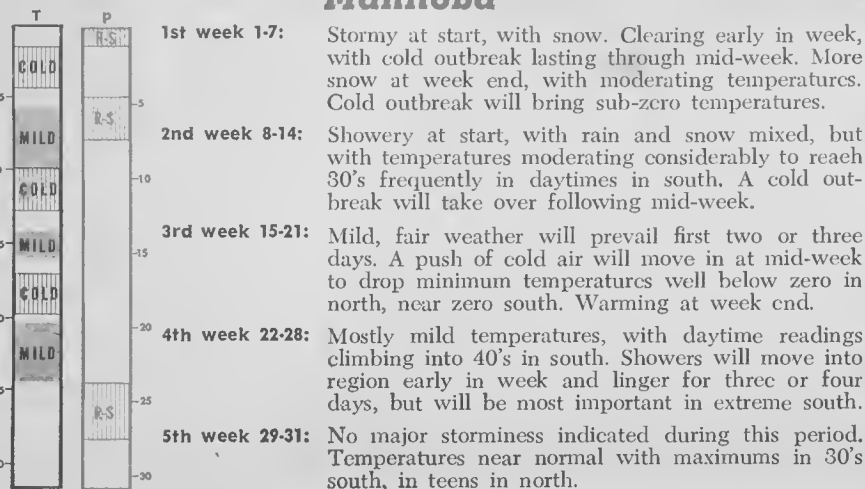 Manitoba
T P
1st week 1-7: Stormy at start, with snow. Clearing early in week,
with cold outbreak lasting through mid-week. More
snow at week end, with moderating temperatures.
Cold outbreak will bring sub-zero temperatures.
2nd week 8-14: Showery at start, with rain and snow mixed, but
with temperatures moderating considerably to reach
30's frequently in daytimes in south. A cold out-
break will take over following mid-week.
3rd week 15-21: Mild, fair weather will prevail first two or three
days. A push of cold air will move in at mid-week
to drop minimum temperatures well below zero in
north, near zero south. Warming at week end.
4th week 22-28: Mostly mild temperatures, with daytime readings
climbing into 40's in south. Showers will move into
region early in week and linger for three or four
days, but will be most important in extreme south.
5th week 29-31: No major storminess indicated during this period.
Temperatures near normal with maximums in 30's
south, in teens in north.
COLD
MILD
COLD
MILD
COLD
MILD
R-S
-5
R-S
-10
-15
-20
-25
R-S
-30